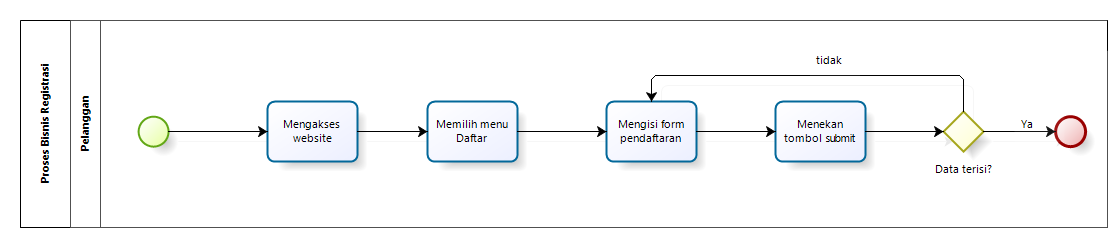 Proses Bisnis Registrasi
Pelanggan
Mengakses
website
Memilih menu
Daftar
Mengisi form
pendaftaran
Menekan
tombol submit
tidak
Data terisi?
Ya